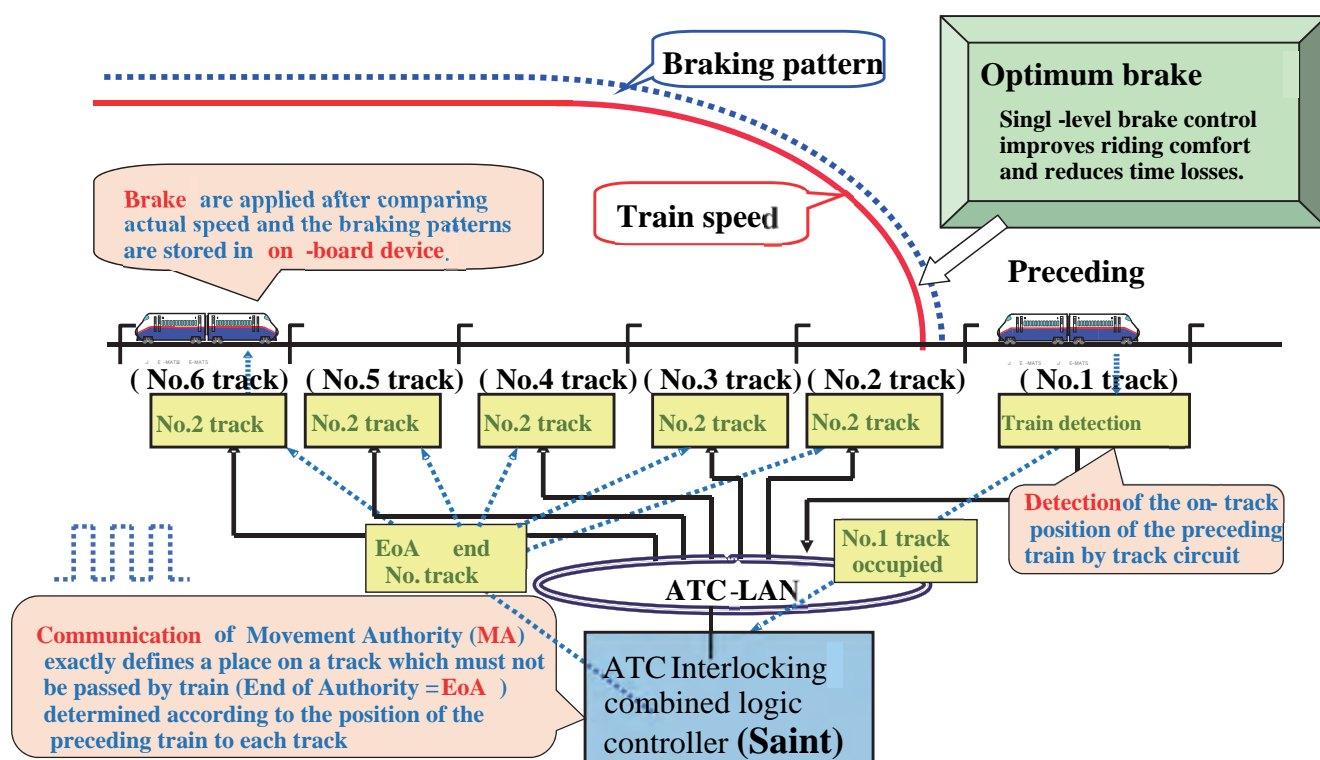 Braking pattern
Optimum brake
Singl -level brake control
improves riding comfort
and reduces time losses.
Brake are applied after comparing
actual speed and the braking patterns
are stored in on -board device.
Train speed
Preceding
( No.6 track)
( No.5 track)
( No.4 track)
( No.3 track)
( No.2 track)
( No.1 track)
No.2 track
No.2 track
No.2 track
No.2 track
No.2 track
Train detection
Detection of the on- track
position of the preceding
train by track circuit
EoA end
No. track
No.1 track
occupied
ATC -LAN
Communication of Movement Authority (MA)
exactly defines a place on a track which must not
be passed by train (End of Authority =EoA )
determined according to the position of the
preceding train to each track
ATC Interlocking
combined logic
controller (Saint)